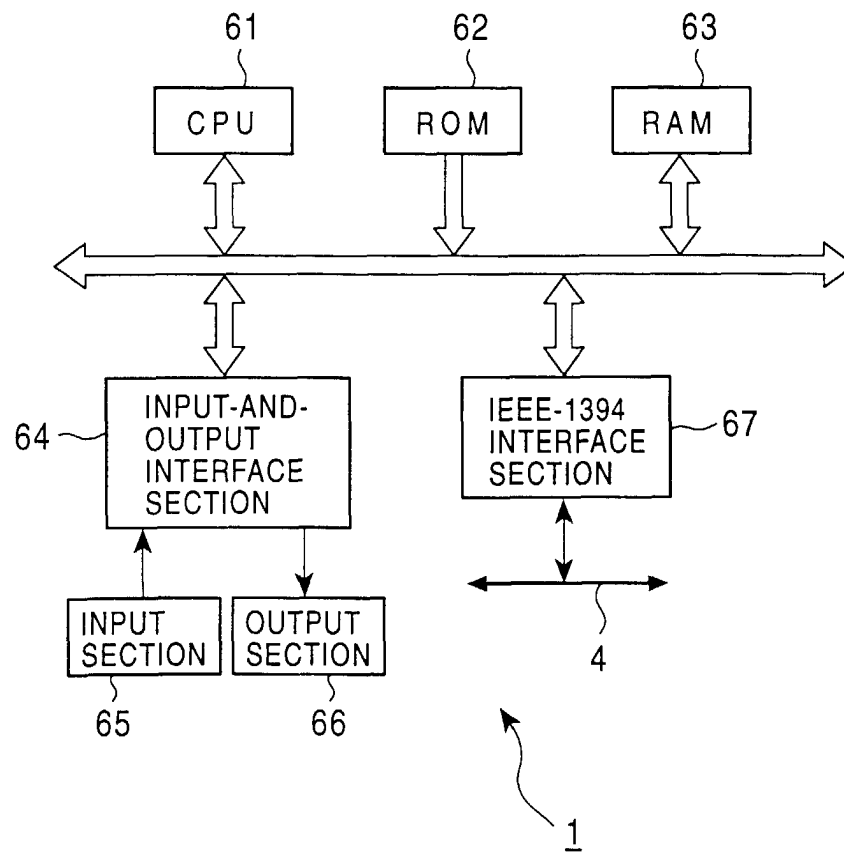 61
62
63
CPU
ROM
RAM
64
INPUT-AND-
OUTPUT
INTERFACE
SECTION
IEEE-1394
INTERFACE
SECTION
67
INPUT
SECTION
OUTPUT
SECTION
65
66
4
1